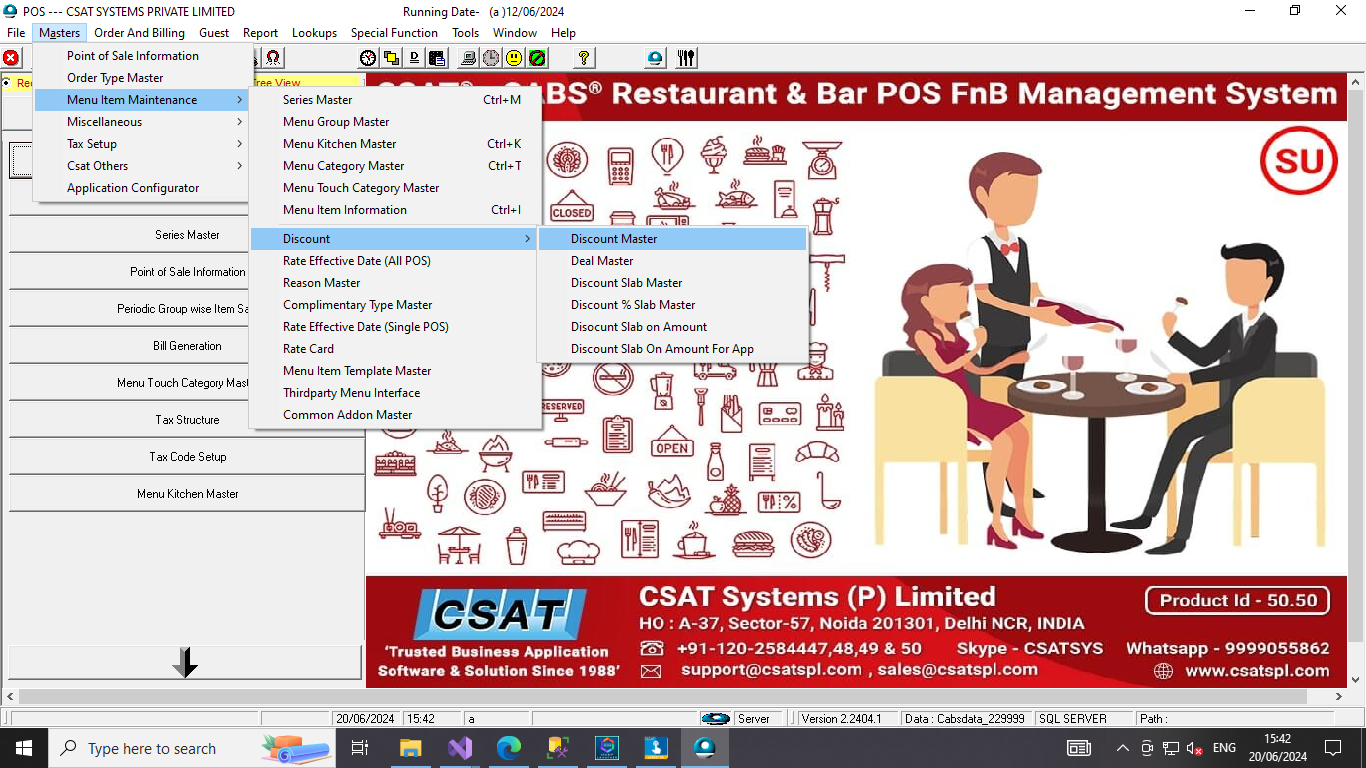 POS --- CSAT SYSTEMS PRIVATE LIMITED
Running Date- (a )12/06/2024
File Masters Order And Billing Guest Report Lookups Special Function Tools Window Help
Point of Sale Information
Order Type Master
Menu Item Maintenance
Miscellaneous
Tax Setup
Csat Others
Application Configurator
Tree View
Series Master Ctrl+M
Menu Group Master
Menu Kitchen Master Ctrl+K
Menu Category Master Ctrl+T
Menu Touch Category Master
Menu Item Information Ctrl+I
Discount
Rate Effective Date (All POS)
Reason Master
Complimentary Type Master
Rate Effective Date (Single POS)
Rate Card
Menu Item Template Master
Thirdparty Menu Interface
Common Addon Master
Discount Master
Deal Master
Discount Slab Master
Discount % Slab Master
Disocunt Slab on Amount
Discount Slab On Amount For App
Series Master
Point of Sale Information
Periodic Group wise Item Sa
Bill Generation
Menu Touch Category Mast
Tax Structure
Tax Code Setup
Menu Kitchen Master
ABS® Restaurant & Bar POS FnB Management System
SU
CLOSED
RESERVED
OPEN
CSAT
'Trusted Business Application
Software & Solution Since 1988'
CSAT Systems (P) Limited
Product Id - 50.50
HO : A-37, Sector-57, Noida 201301, Delhi NCR, INDIA
+91-120-2584447,48,49 & 50 Skype - CSATSYS Whatsapp - 9999055862
support@csatspl.com , sales@csatspl.com www.csatspl.com
20/06/2024 15:42 a Server Version 2.2404.1 Data : Cabsdata_229999 SQL SERVER Path :
Type here to search
ENG
15:42
20/06/2024